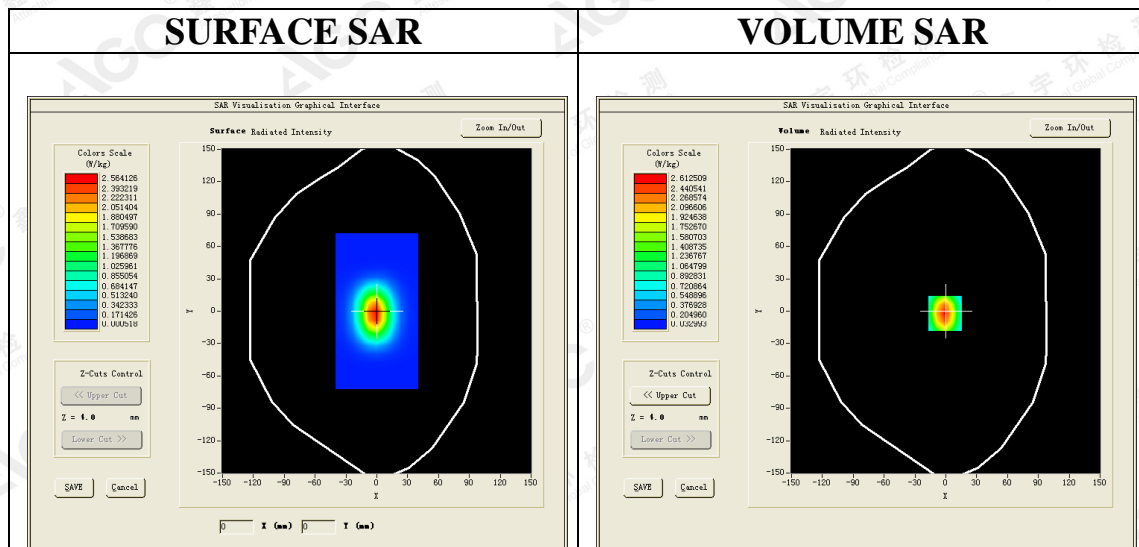 SURFACE SAR
SAR Visualisation Graphical Interface
Surface Radiated Intensity
Zoom In/Out
Colors Scale
(W/kg)
2.564126
2.393219
2.222311
2.051404
1.880497
1.709590
1.538683
1.367776
1.196869
1.025961
0.855054
0.684147
0.513240
0.342333
0.171426
0.000518
Z-Cuts Control
<< Upper Cut
Z = 4.0 mm
Lower Cut >>
SAVE Cancel
150
120
90
60
30
0
-30
-60
-90
-120
-150
Y
-150 -120 -90 -60 -30 0 30 60 90 120 150
X
0 X (mm) 0 Y (mm)
VOLUME SAR
SAR Visualisation Graphical Interface
Volume Radiated Intensity
Zoom In/Out
Colors Scale
(W/kg)
2.612509
2.440541
2.268574
2.096606
1.924638
1.752670
1.580703
1.408735
1.236767
1.064799
0.892831
0.720864
0.548896
0.376928
0.204960
0.032993
Z-Cuts Control
<< Upper Cut
Z = 4.0 mm
Lower Cut >>
SAVE Cancel
150
120
90
60
30
0
-30
-60
-90
-120
-150
Y
-150 -120 -90 -60 -30 0 30 60 90 120 150
X